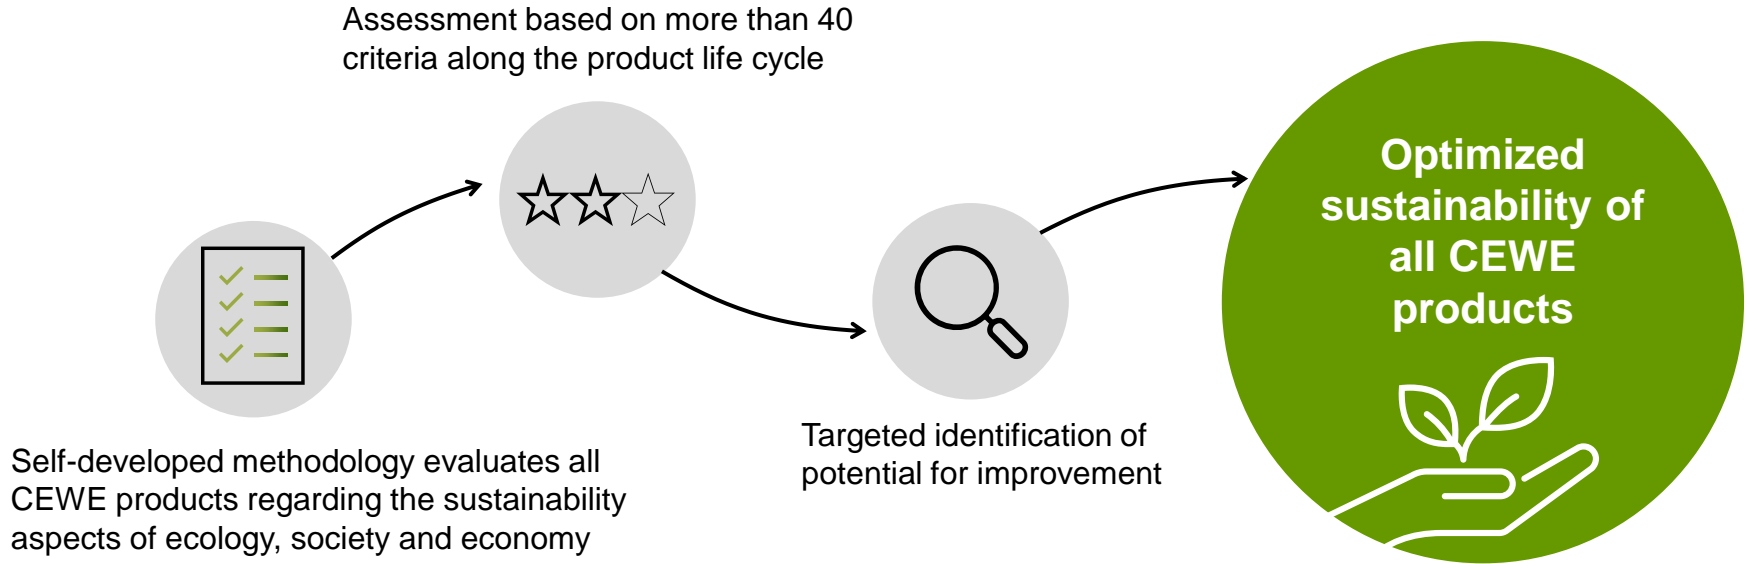 Assessment based on more than 40
criteria along the product life cycle
Self-developed methodology evaluates all
CEWE products regarding the sustainability
aspects of ecology, society and economy
Targeted identification of
potential for improvement
Optimized
sustainability of
all CEWE
products